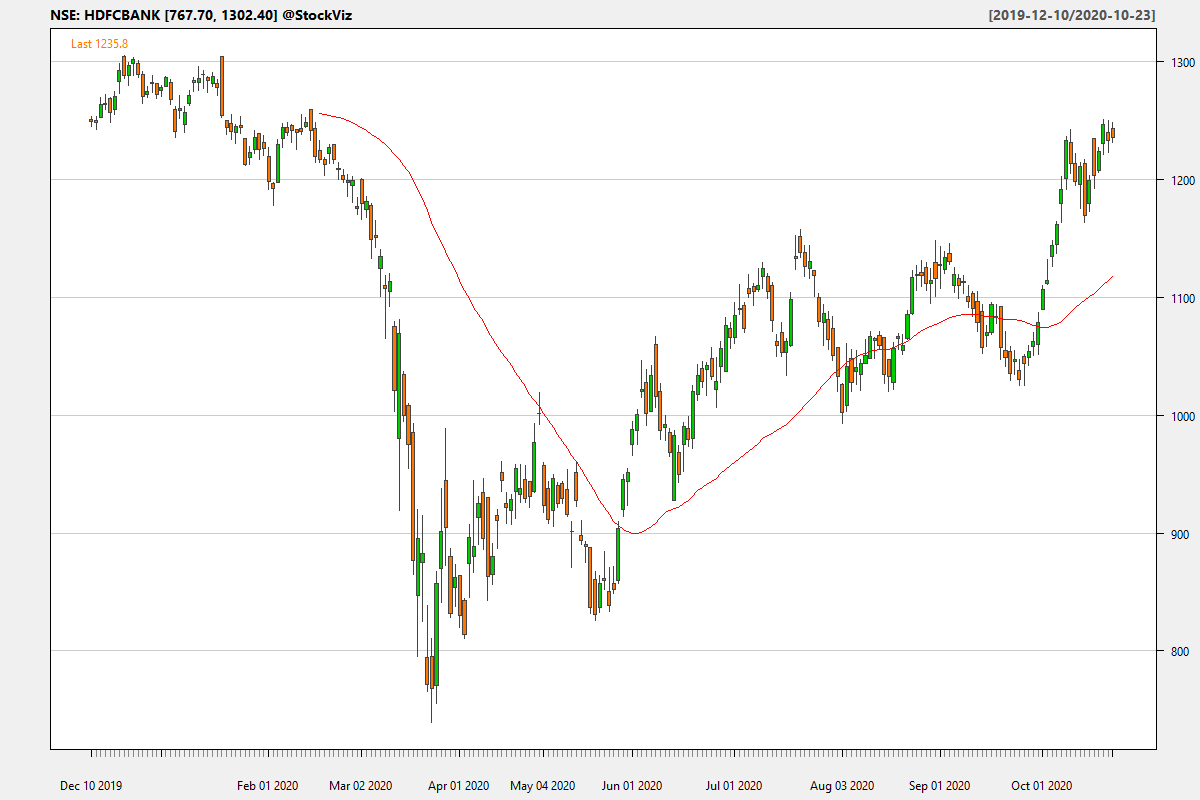 NSE: HDFCBANK [767.70, 1302.40] @StockViz [2019-12-10/2020-10-23]
Last 1235.8
1300
1200
1100
1000
900
800
Dec 10 2019 Feb 01 2020 Mar 02 2020 Apr 01 2020 May 04 2020 Jun 01 2020 Jul 01 2020 Aug 03 2020 Sep 01 2020 Oct 01 2020